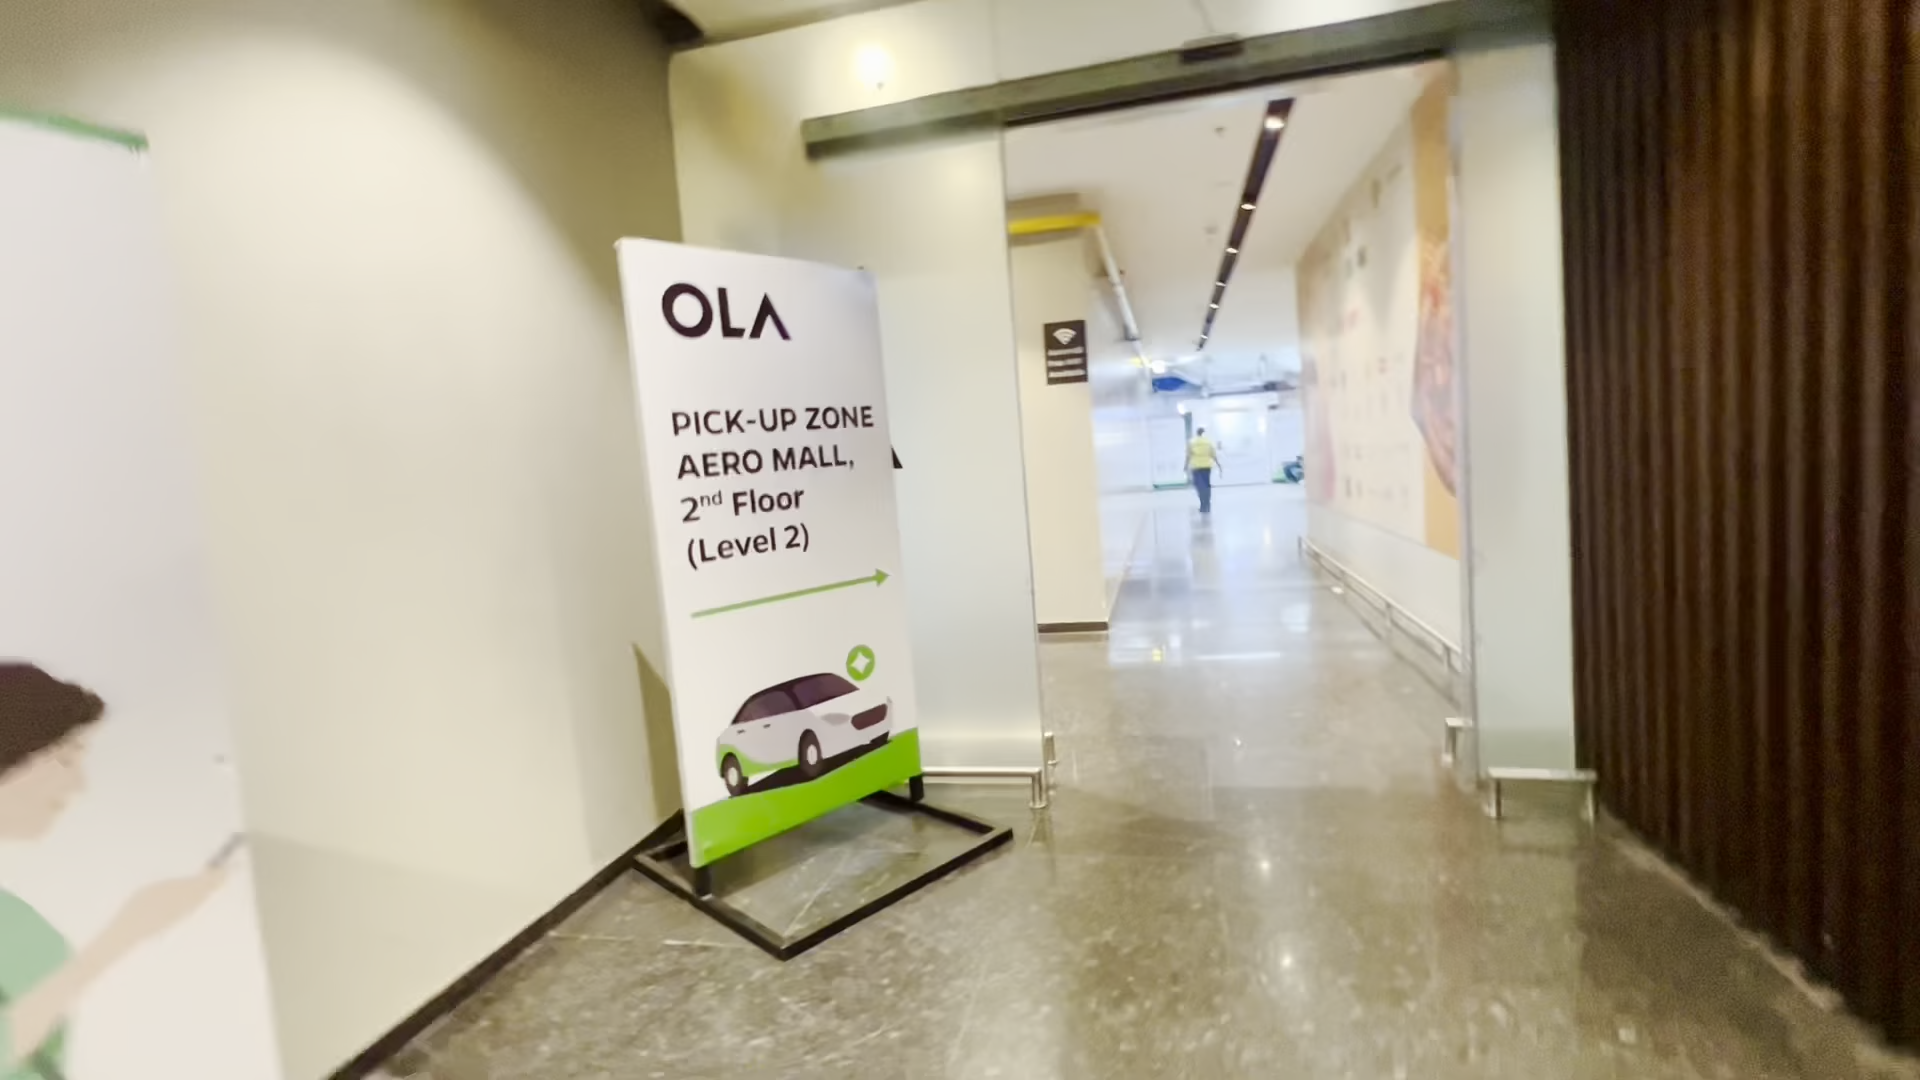 OLA
PICK-UP ZONE
AERO MALL,
2nd Floor
(Level 2)